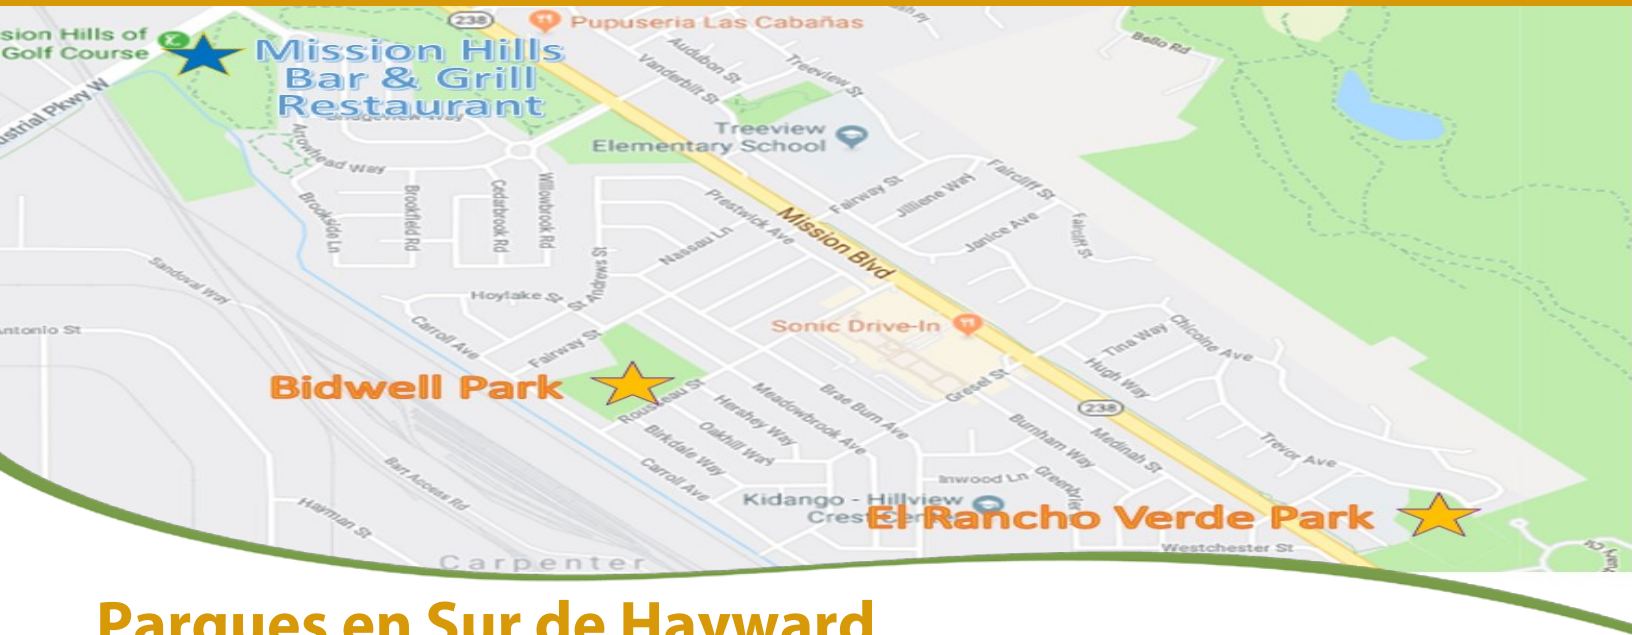 238
Pupuseria Las Cabañas
sion Hills of
Golf Course
Mission Hills
Bar & Grill
Restaurant
Audubon St
Vanderbilt St
Treeview St
Bello Rd
ustrial Pkwy W
Treeview
Elementary School
Arrowhead Way
Brookside Ln
Brookfield Rd
Cedarbrook Rd
Willowbrook Rd
Prestwick Ave
Mission Blvd
Fairway St
Jilliene Way
Faircliff St
Faircliff St
Janice Ave
Nassau Ln
St Andrews St
Sandoval Way
Hoylake St
ntonio St
Carroll Ave
Fairway St
Sonic Drive-In
Tina Way
Chicoine Ave
Hugh Way
Bidwell Park
Rousseau St
Gresel St
238
Meadowbrook Ave
Brae Burn Ave
Hershey Way
Oakhill Way
Birkdale Way
Carroll Ave
Burnham Way
Medinah St
Trevor Ave
Inwood Ln
Greenbrier
Bart Access Rd
Kidango - Hillview
Crest
El Rancho Verde Park
Hayman St
Westchester St
Carpenter
Parques en Sur de Hayward